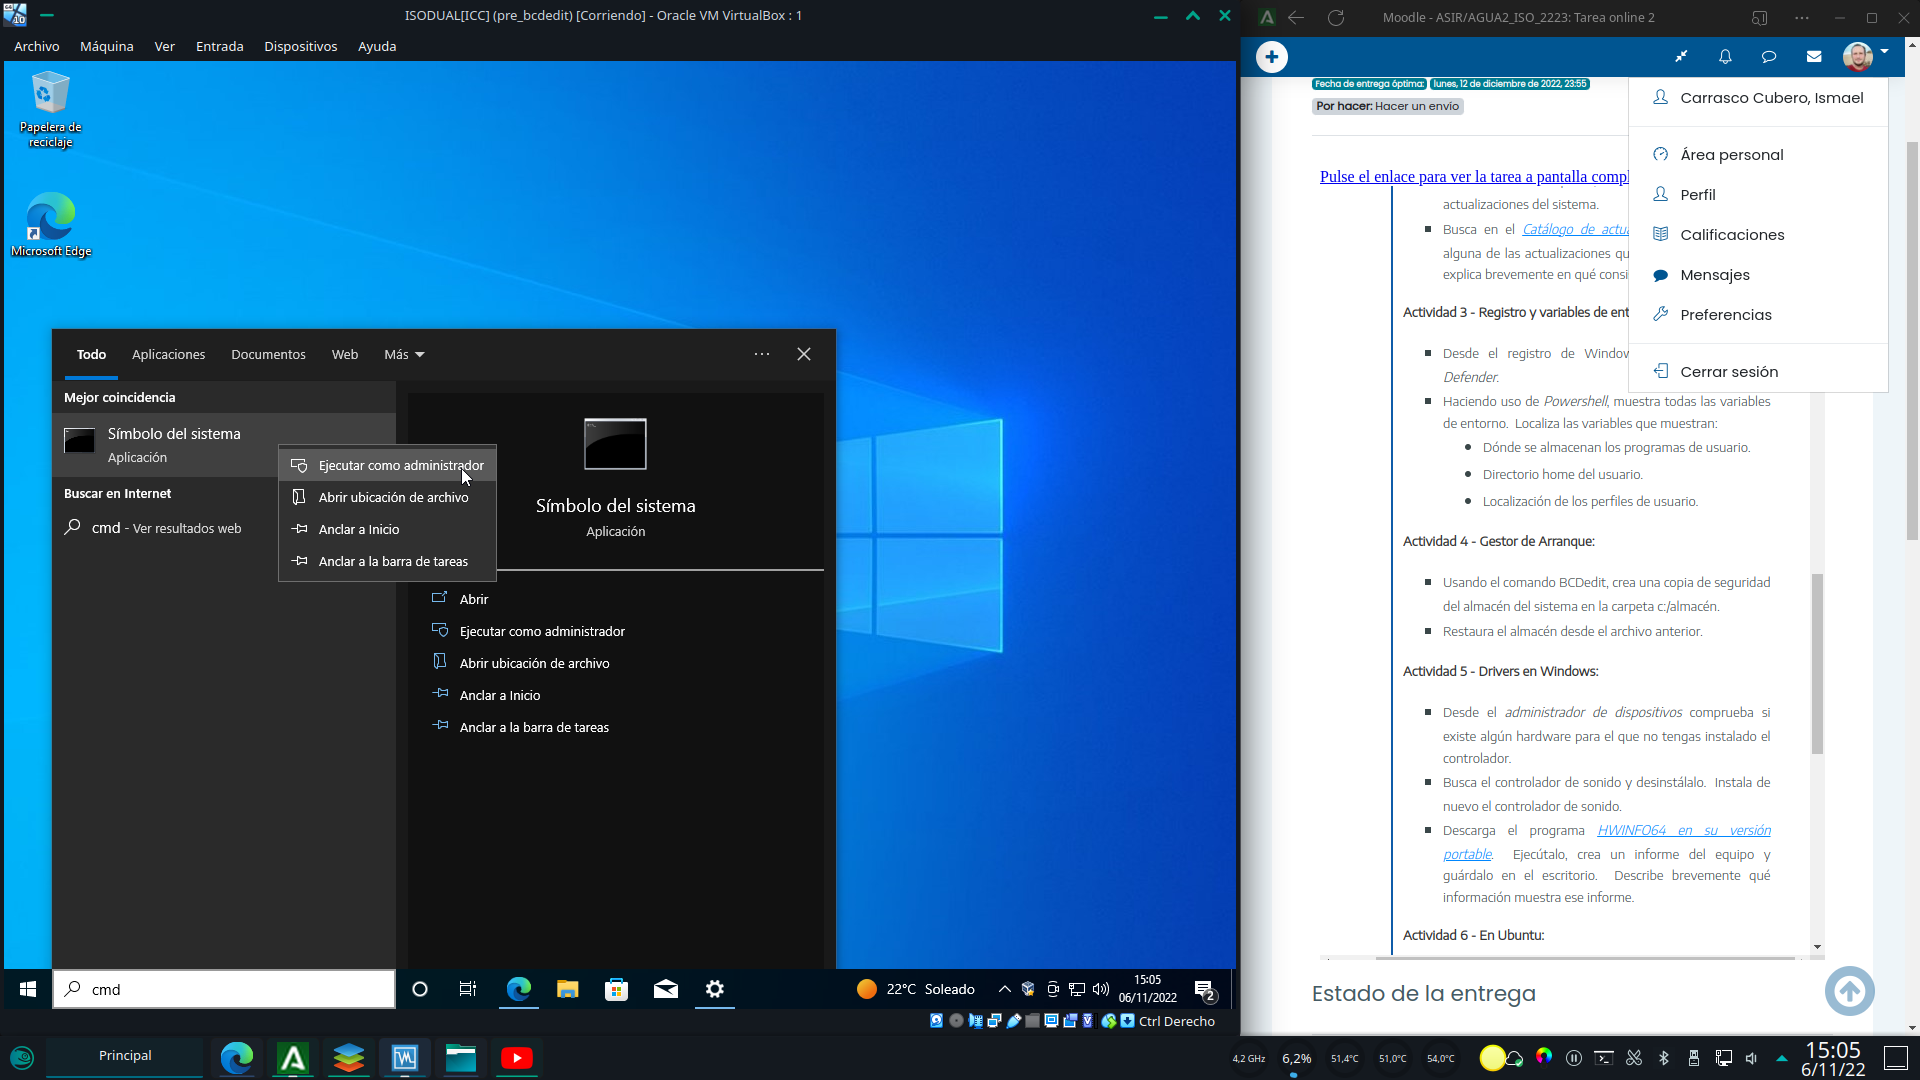 ISODUAL[ICC] (pre_bcdedit) [Corriendo] - Oracle VM VirtualBox : 1
Archivo Máquina Ver Entrada Dispositivos Ayuda
Papelera de
reciclaje
Microsoft Edge
Todo Aplicaciones Documentos Web Más
Mejor coincidencia
Símbolo del sistema
Aplicación
Buscar en Internet
cmd - Ver resultados web
Ejecutar como administrador
Abrir ubicación de archivo
Anclar a Inicio
Anclar a la barra de tareas
Símbolo del sistema
Aplicación
Abrir
Ejecutar como administrador
Abrir ubicación de archivo
Anclar a Inicio
Anclar a la barra de tareas
cmd
22°C Soleado
15:05
06/11/2022
2
Ctrl Derecho
Moodle - ASIR/AGUA2_ISO_2223: Tarea online 2
Fecha de entrega óptima: lunes, 12 de diciembre de 2022, 23:55
Por hacer: Hacer un envío
Pulse el enlace para ver la tarea a pantalla
actualizaciones del sistema.
Busca en el Catálogo de
alguna de las actualizaciones
explica brevemente en qué
Actividad 3 - Registro y variables de
Desde el registro de
Defender.
Haciendo uso de Powershell, muestra todas las variables
de entorno. Localiza las variables que muestran:
Dónde se almacenan los programas de usuario.
Directorio home del usuario.
Localización de los perfiles de usuario.
Actividad 4 - Gestor de Arranque:
Usando el comando BCDedit, crea una copia de seguridad
del almacén del sistema en la carpeta c:/almacén.
Restaura el almacén desde el archivo anterior.
Actividad 5 - Drivers en Windows:
Desde el administrador de dispositivos comprueba si
existe algún hardware para el que no tengas instalado el
controlador.
Busca el controlador de sonido y desinstálalo. Instala de
nuevo el controlador de sonido.
Descarga el programa HWINFO64 en su versión
portable. Ejecútalo, crea un informe del equipo y
guárdalo en el escritorio. Describe brevemente qué
información muestra ese informe.
Actividad 6 - En Ubuntu:
Estado de la entrega
Carrasco Cubero, Ismael
Área personal
Perfil
Calificaciones
Mensajes
Preferencias
Cerrar sesión
Principal
4,2 GHz 6,2% 51,4°C 51,0°C 54,0°C
15:05
6/11/22